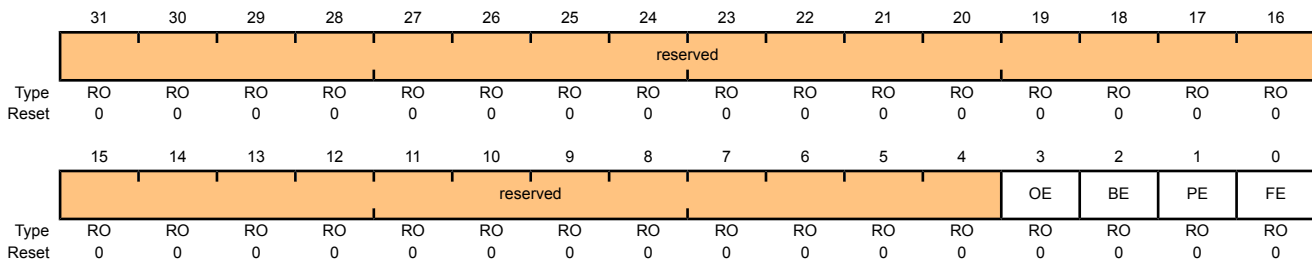 31 30 29 28 27 26 25 24 23 22 21 20 19 18 17 16
reserved
Type RO RO RO RO RO RO RO RO RO RO RO RO RO RO RO RO
Reset 0 0 0 0 0 0 0 0 0 0 0 0 0 0 0 0
15 14 13 12 11 10 9 8 7 6 5 4 3 2 1 0
reserved OE BE PE FE
Type RO RO RO RO RO RO RO RO RO RO RO RO RO RO RO RO
Reset 0 0 0 0 0 0 0 0 0 0 0 0 0 0 0 0